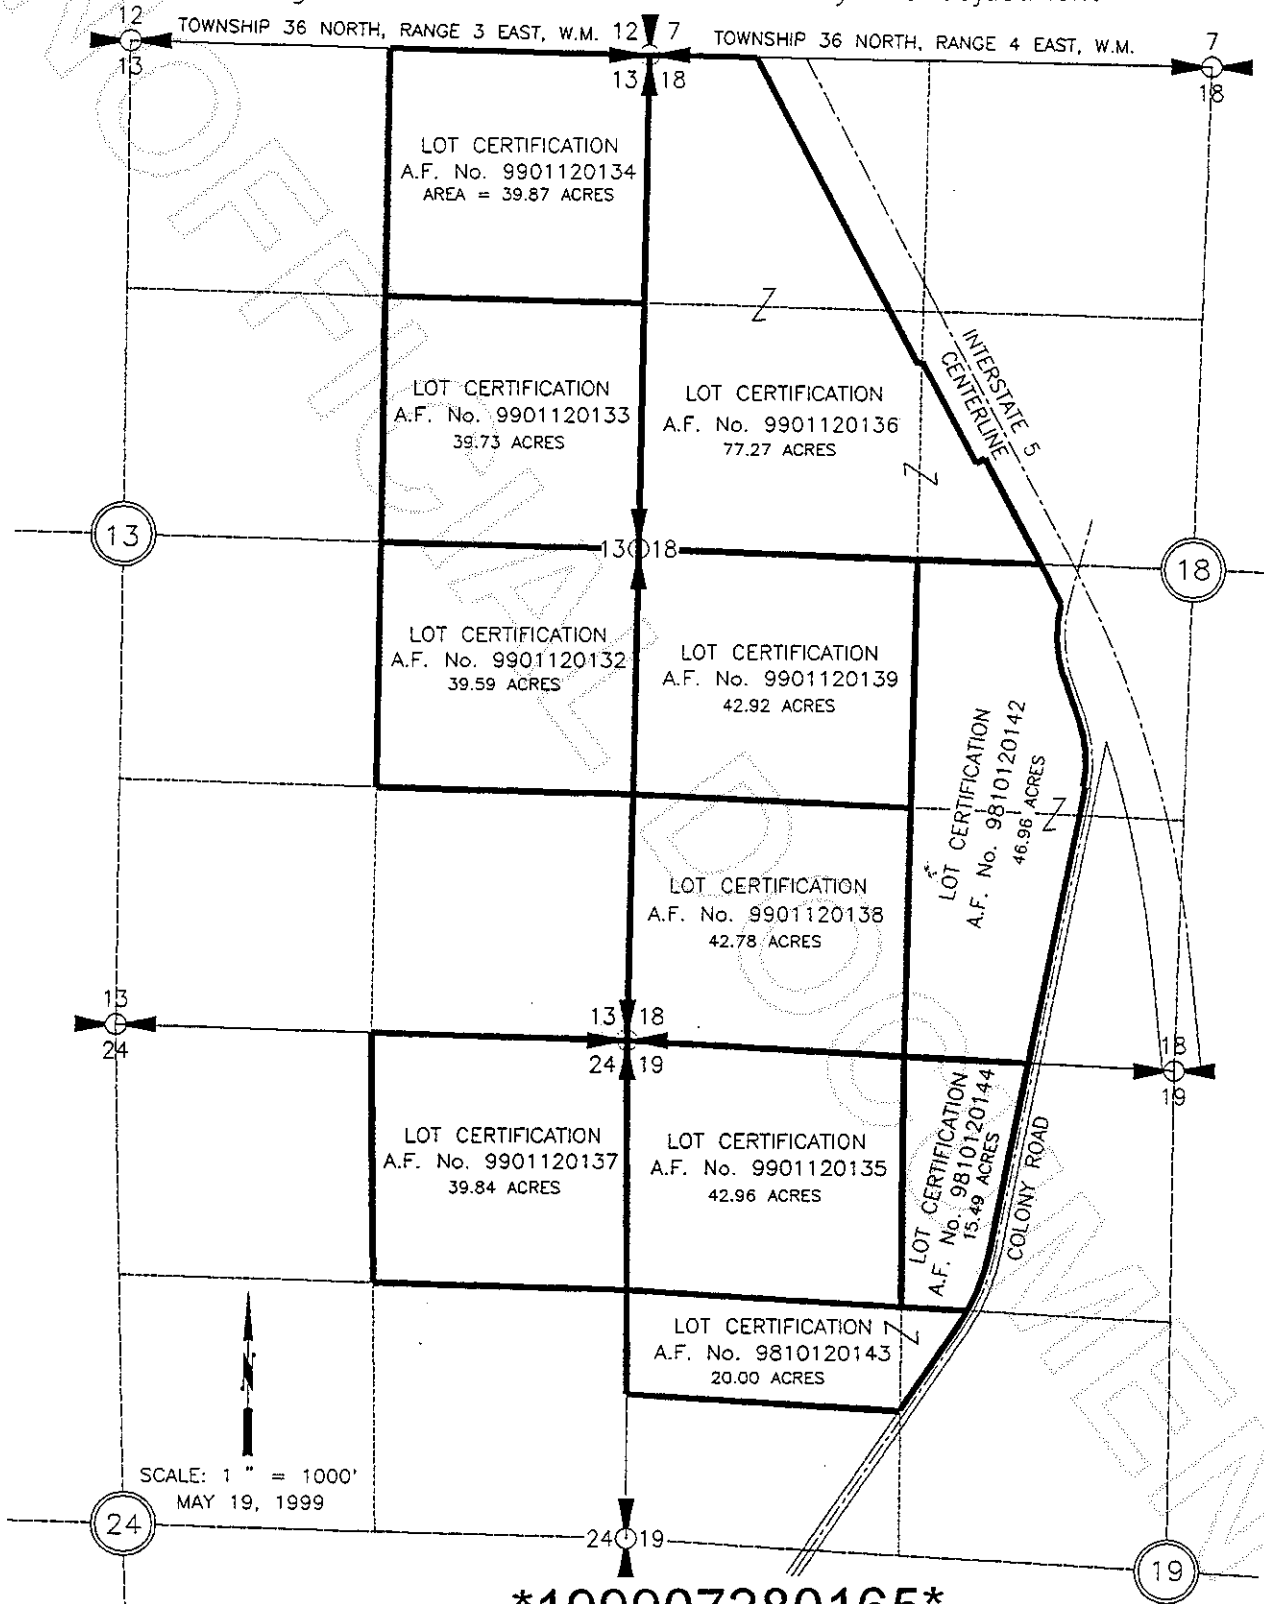 12
TOWNSHIP 36 NORTH, RANGE 3 EAST, W.M.
12 7
TOWNSHIP 36 NORTH, RANGE 4 EAST, W.M.
7
13
13 18
18
LOT CERTIFICATION
A.F. No. 9901120134
AREA = 39.87 ACRES
LOT CERTIFICATION
A.F. No. 9901120133
39.73 ACRES
LOT CERTIFICATION
A.F. No. 9901120136
77.27 ACRES
INTERSTATE 5
CENTERLINE
13
13 18
18
LOT CERTIFICATION
A.F. No. 9901120132
39.59 ACRES
LOT CERTIFICATION
A.F. No. 9901120139
42.92 ACRES
LOT CERTIFICATION
A.F. No. 9810120142
46.96 ACRES
LOT CERTIFICATION
A.F. No. 9901120138
42.78 ACRES
13
24
13 18
24 19
18
19
LOT CERTIFICATION
A.F. No. 9901120137
39.84 ACRES
LOT CERTIFICATION
A.F. No. 9901120135
42.96 ACRES
LOT CERTIFICATION
A.F. No. 9810120144
15.49 ACRES
COLONY ROAD
LOT CERTIFICATION
A.F. No. 9810120143
20.00 ACRES
N
SCALE: 1 " = 1000'
MAY 19, 1999
24
24 19
19
*199907280165*
UNOFFICIAL DOCUMENT